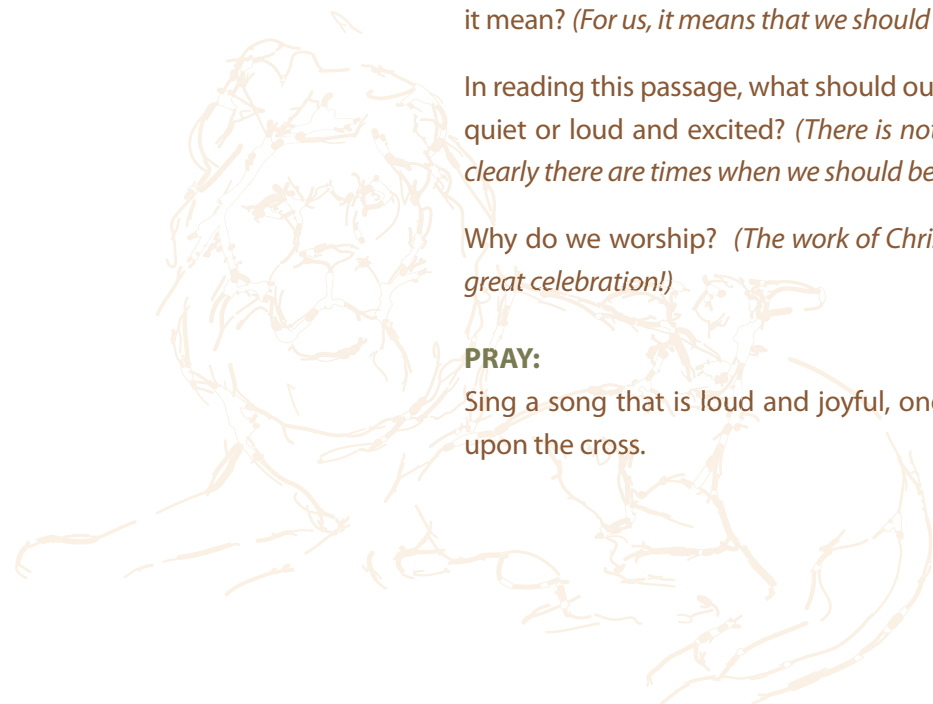 it mean? (For us, it means that we should
In reading this passage, what should ou
quiet or loud and excited? (There is not
clearly there are times when we should be
Why do we worship? (The work of Chri
great celebration!)
PRAY:
Sing a song that is loud and joyful, one
upon the cross.